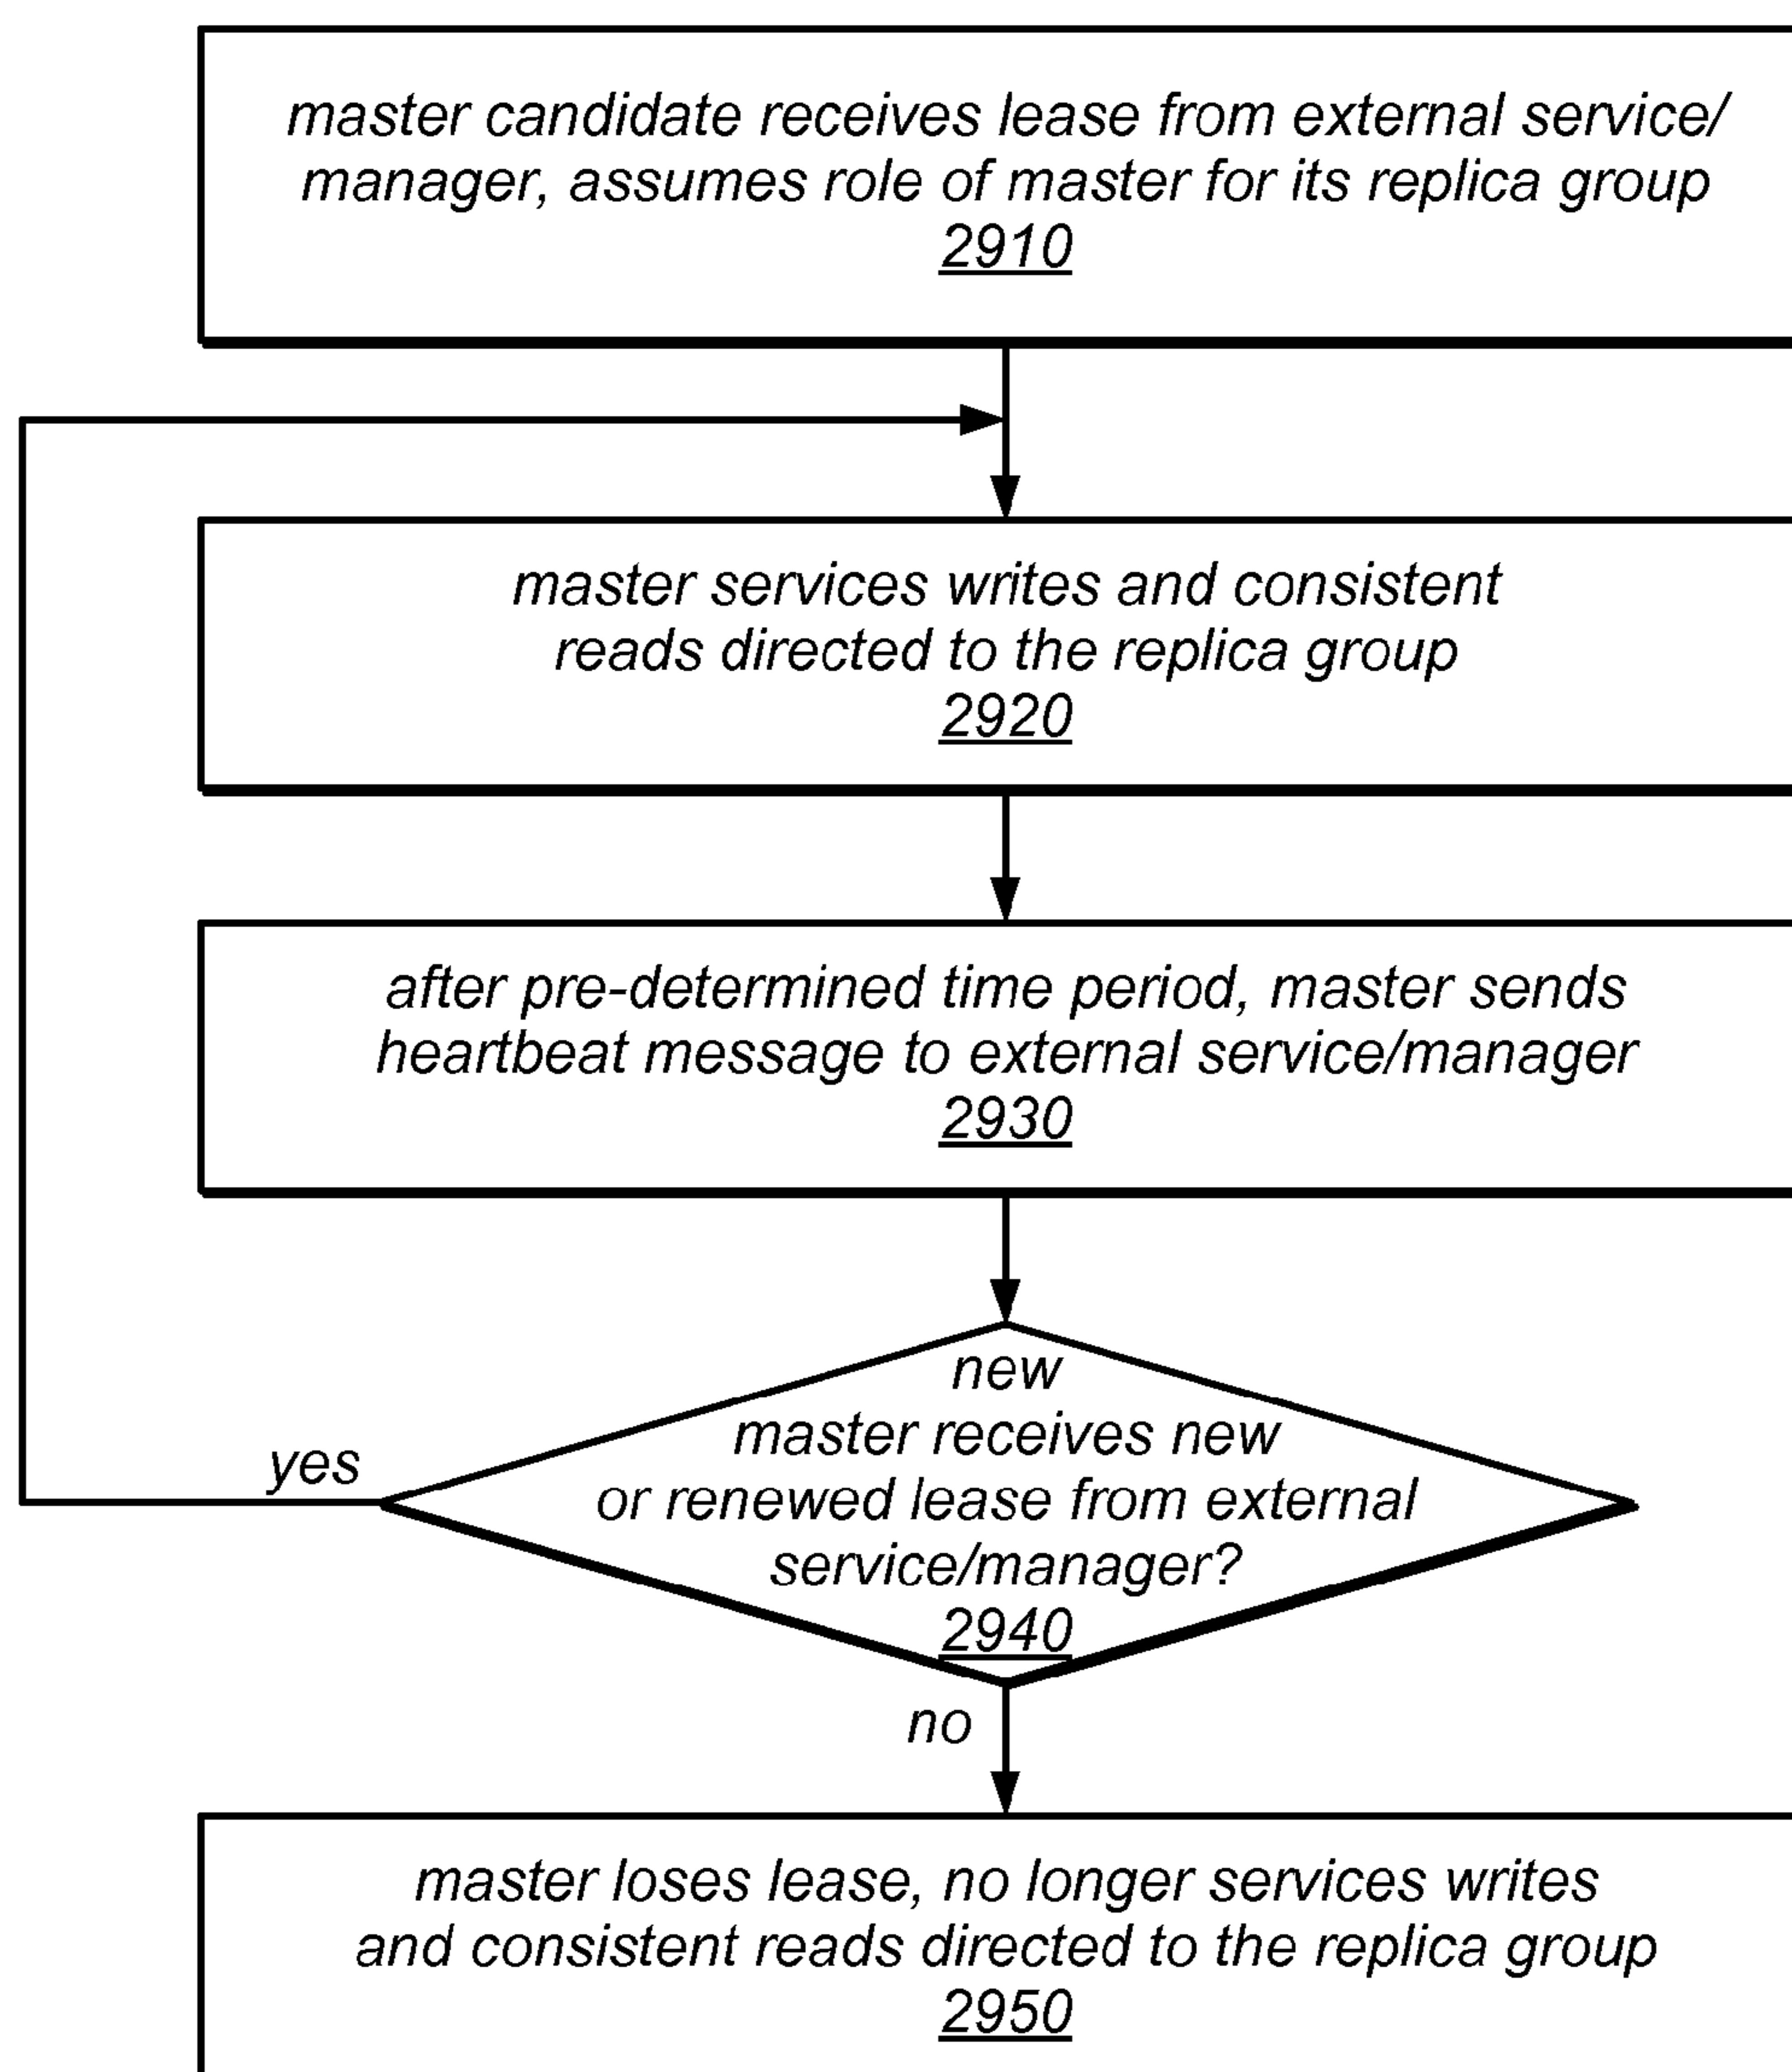 master candidate receives lease from external service/
manager, assumes role of master for its replica group
2910
master services writes and consistent
reads directed to the replica group
2920
after pre-determined time period, master sends
heartbeat message to external service/manager
2930
new
master receives new
or renewed lease from external
service/manager?
2940
yes
no
master loses lease, no longer services writes
and consistent reads directed to the replica group
2950